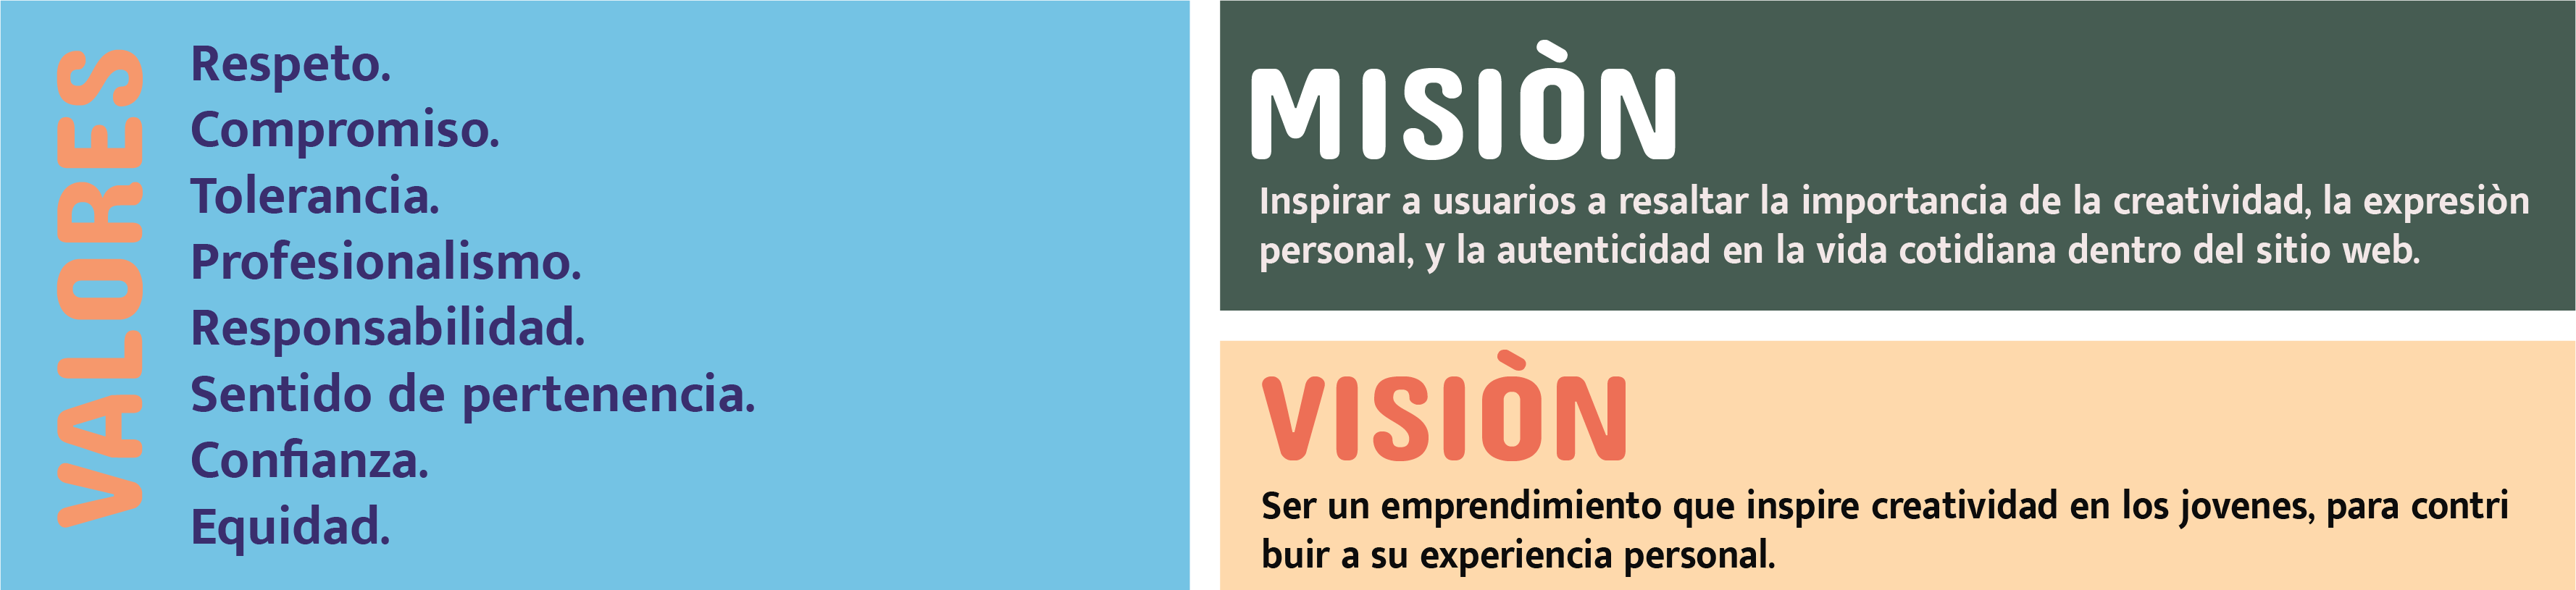 VALORES
Respeto.
Compromiso.
Tolerancia.
Profesionalismo.
Responsabilidad.
Sentido de pertenencia.
Confianza.
Equidad.
MISIÒN
Inspirar a usuarios a resaltar la importancia de la creatividad, la expresiòn
personal, y la autenticidad en la vida cotidiana dentro del sitio web.
VISIÒN
Ser un emprendimiento que inspire creatividad en los jovenes, para contri
buir a su experiencia personal.